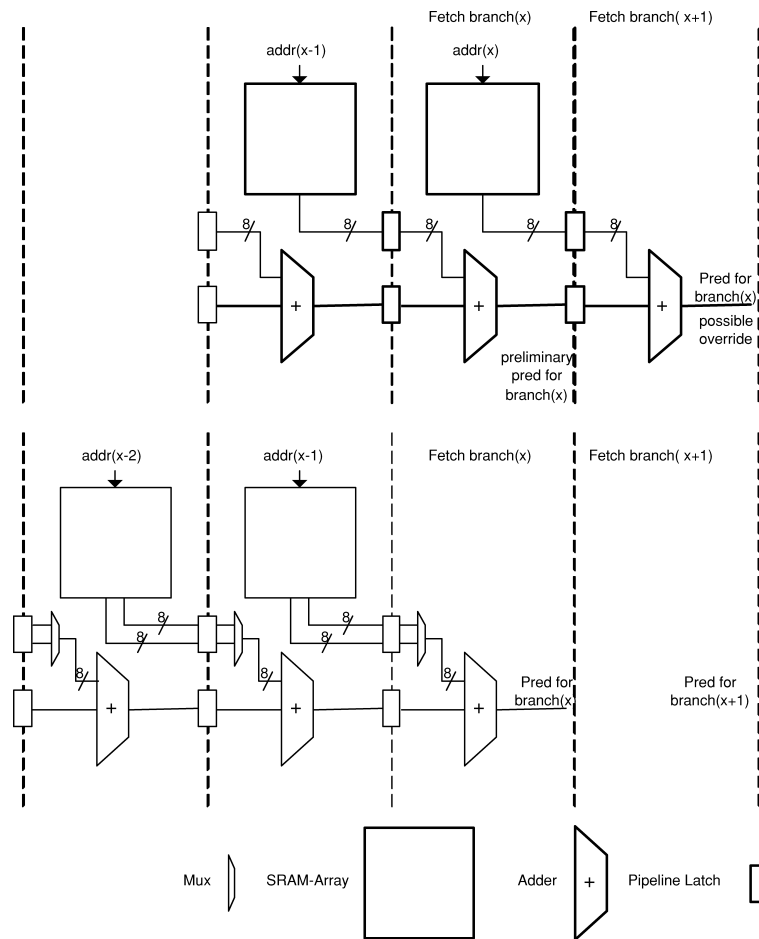 Fetch branch(x) Fetch branch( x+1)
addr(x-1) addr(x)
8 8 8 8 8
+ + +
Pred for
branch(x)
possible
override
preliminary
pred for
branch(x)
addr(x-2) addr(x-1) Fetch branch(x) Fetch branch( x+1)
8 8
8 8
8 8 8
+ + +
Pred for
branch(x
Pred for
branch(x+1)
Mux SRAM-Array Adder + Pipeline Latch